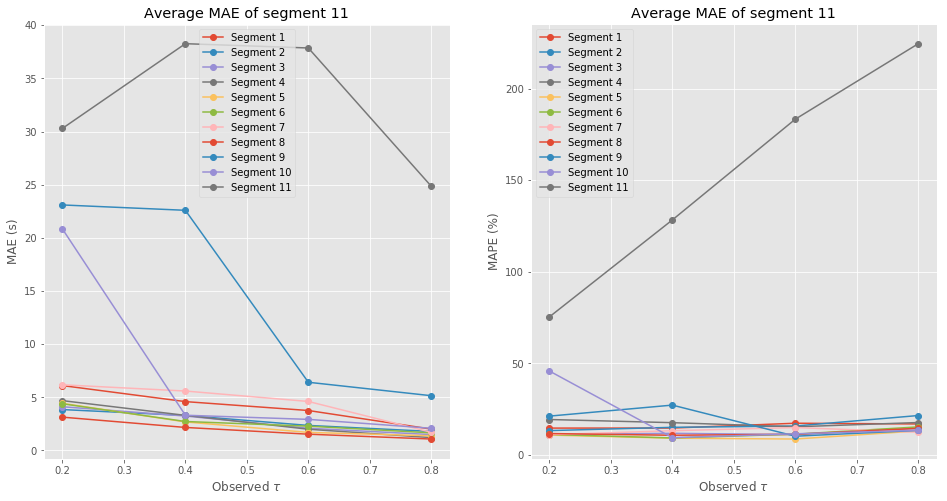 Average MAE of segment 11
40
35
30
25
20
15
10
5
0
MAE (s)
0.2 0.3 0.4 0.5 0.6 0.7 0.8
Observed τ
Segment 1
Segment 2
Segment 3
Segment 4
Segment 5
Segment 6
Segment 7
Segment 8
Segment 9
Segment 10
Segment 11
Average MAE of segment 11
200
150
100
50
0
MAPE (%)
0.2 0.3 0.4 0.5 0.6 0.7 0.8
Observed τ
Segment 1
Segment 2
Segment 3
Segment 4
Segment 5
Segment 6
Segment 7
Segment 8
Segment 9
Segment 10
Segment 11